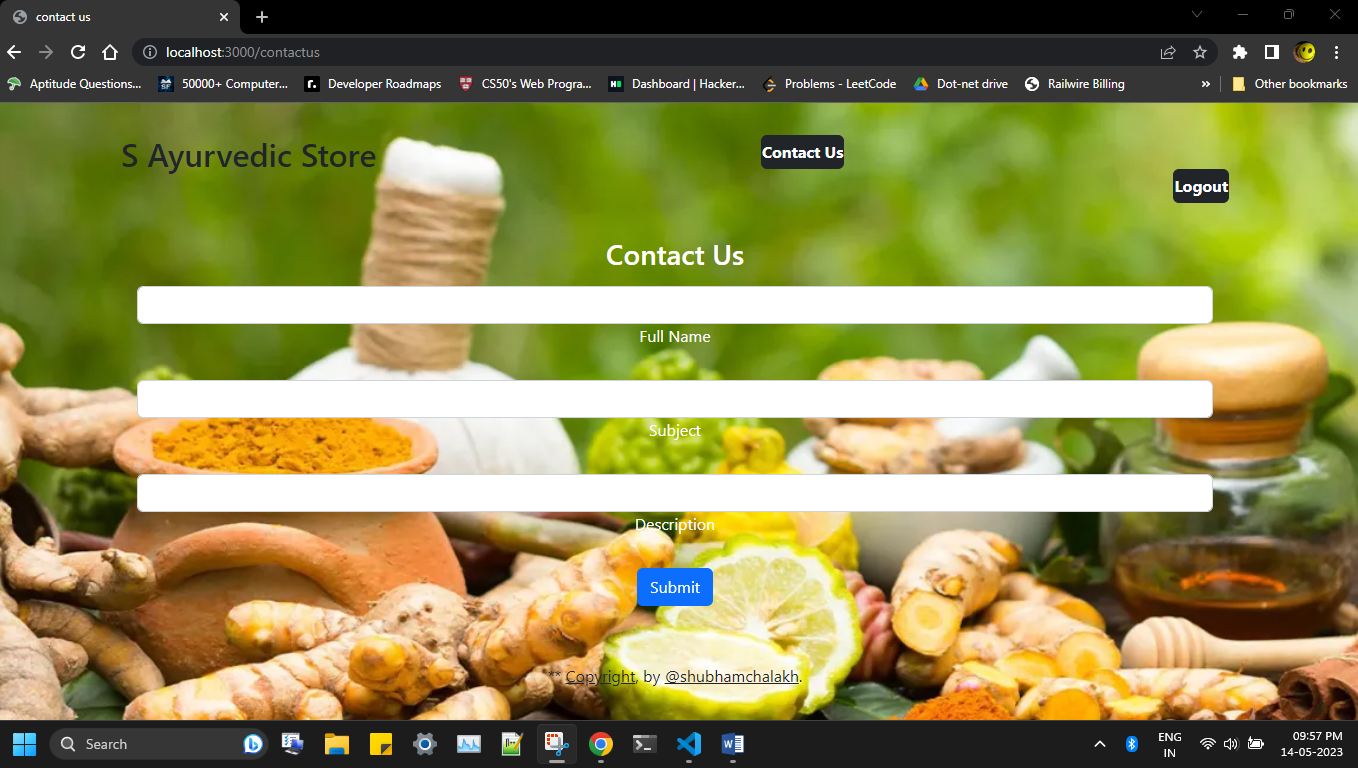 contact us
localhost:3000/contactus
Aptitude Questions... 50000+ Computer... Developer Roadmaps CS50's Web Progra... Dashboard | Hacker... Problems - LeetCode Dot-net drive Railwire Billing » Other bookmarks
S Ayurvedic Store
Contact Us
Logout
Contact Us
Full Name
Subject
Description
Submit
** Copyright, by @shubhamchalakh.
Search
ENG
IN
09:57 PM
14-05-2023